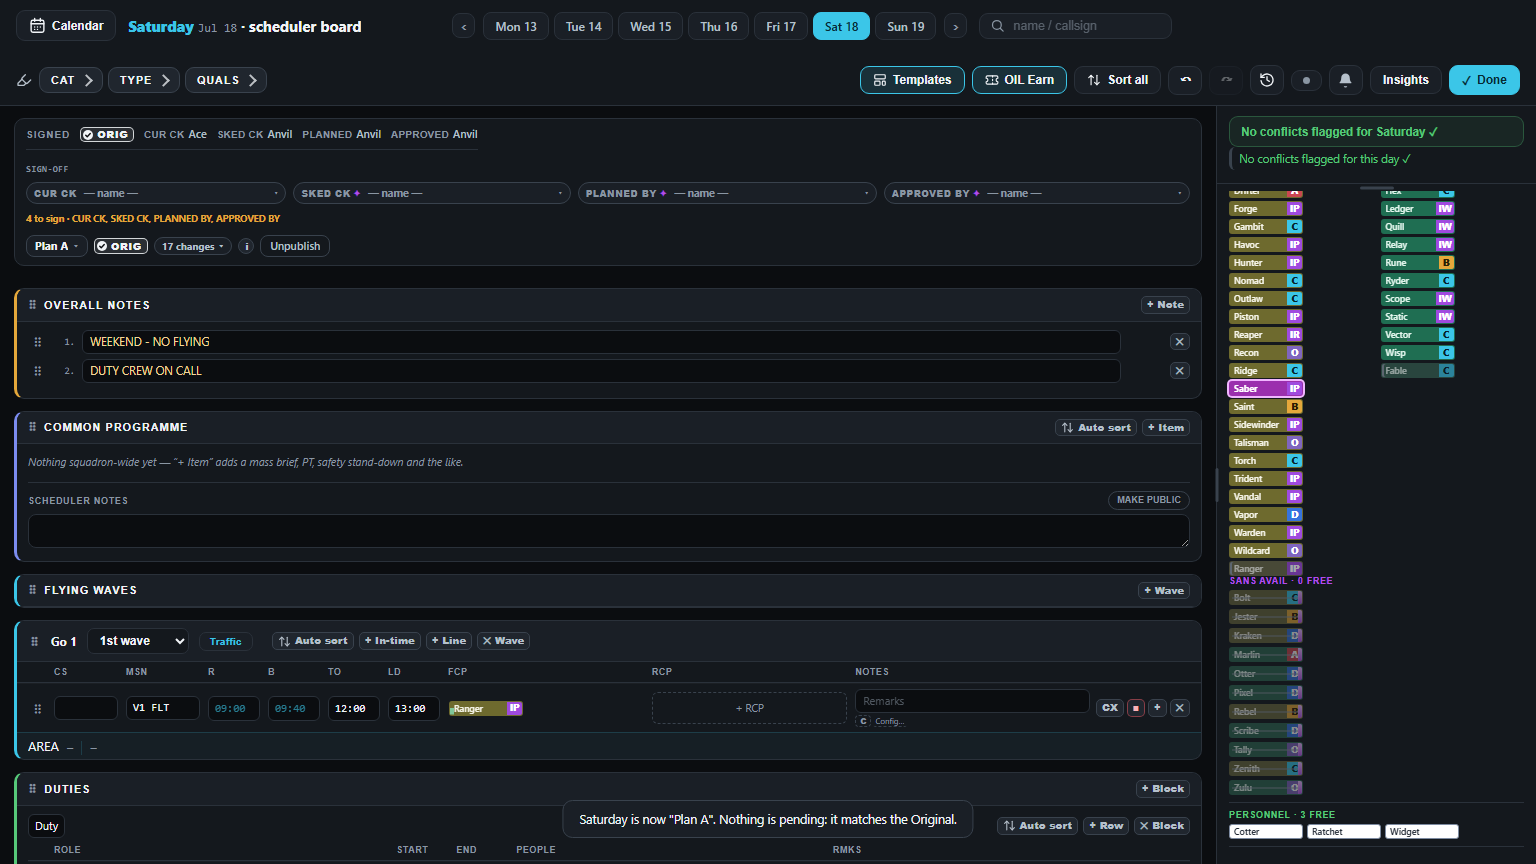 Calendar
Saturday Jul 18 · scheduler board
Mon 13
Tue 14
Wed 15
Thu 16
Fri 17
Sat 18
Sun 19
name / callsign
CAT
TYPE
QUALS
Templates
OIL Earn
Sort all
Insights
✓ Done
SIGNED ORIG CUR CK Ace SKED CK Anvil PLANNED Anvil APPROVED Anvil
SIGN-OFF
CUR CK — name —
SKED CK — name —
PLANNED BY — name —
APPROVED BY — name —
4 to sign · CUR CK, SKED CK, PLANNED BY, APPROVED BY
Plan A
ORIG
17 changes
i
Unpublish
OVERALL NOTES
+ Note
1. WEEKEND - NO FLYING
2. DUTY CREW ON CALL
COMMON PROGRAMME
Auto sort
+ Item
Nothing squadron-wide yet — "+ Item" adds a mass brief, PT, safety stand-down and the like.
SCHEDULER NOTES
MAKE PUBLIC
FLYING WAVES
+ Wave
Go 1
1st wave
Traffic
Auto sort
+ In-time
+ Line
✕ Wave
CS MSN R B TO LD FCP RCP NOTES
V1 FLT 09:00 09:40 12:00 13:00 Ranger IP + RCP Remarks CX
C Config...
AREA – –
DUTIES
+ Block
Duty
Auto sort
+ Row
✕ Block
ROLE START END PEOPLE RMKS
Saturday is now "Plan A". Nothing is pending: it matches the Original.
No conflicts flagged for Saturday ✓
No conflicts flagged for this day ✓
Forge IP
Gambit C
Havoc IP
Hunter IP
Nomad C
Outlaw C
Piston IP
Reaper IR
Recon O
Ridge C
Saber IP
Saint B
Sidewinder IP
Talisman O
Torch C
Trident IP
Vandal IP
Vapor D
Warden IP
Wildcard O
Ranger IP
Ledger IW
Quill IW
Relay IW
Rune B
Ryder C
Scope IW
Static IW
Vector C
Wisp C
Fable C
SANS AVAIL · 0 FREE
Bolt C
Jester B
Kraken D
Marlin A
Otter D
Pixel D
Rebel B
Scribe D
Tally O
Zenith C
Zulu O
PERSONNEL · 3 FREE
Cotter
Ratchet
Widget